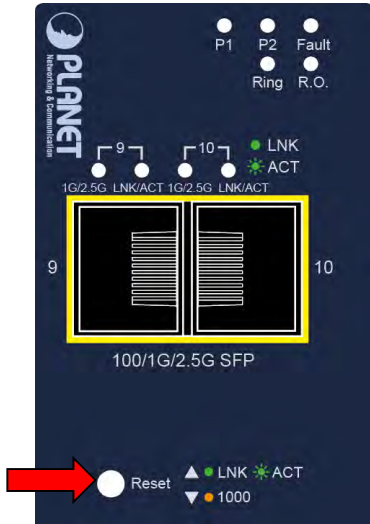 PLANET
Networking & Communication
P1 P2 Fault
Ring R.O.
9 10 LNK
ACT
1G/2.5G LNK/ACT 1G/2.5G LNK/ACT
9 10
100/1G/2.5G SFP
Reset LNK ACT
1000